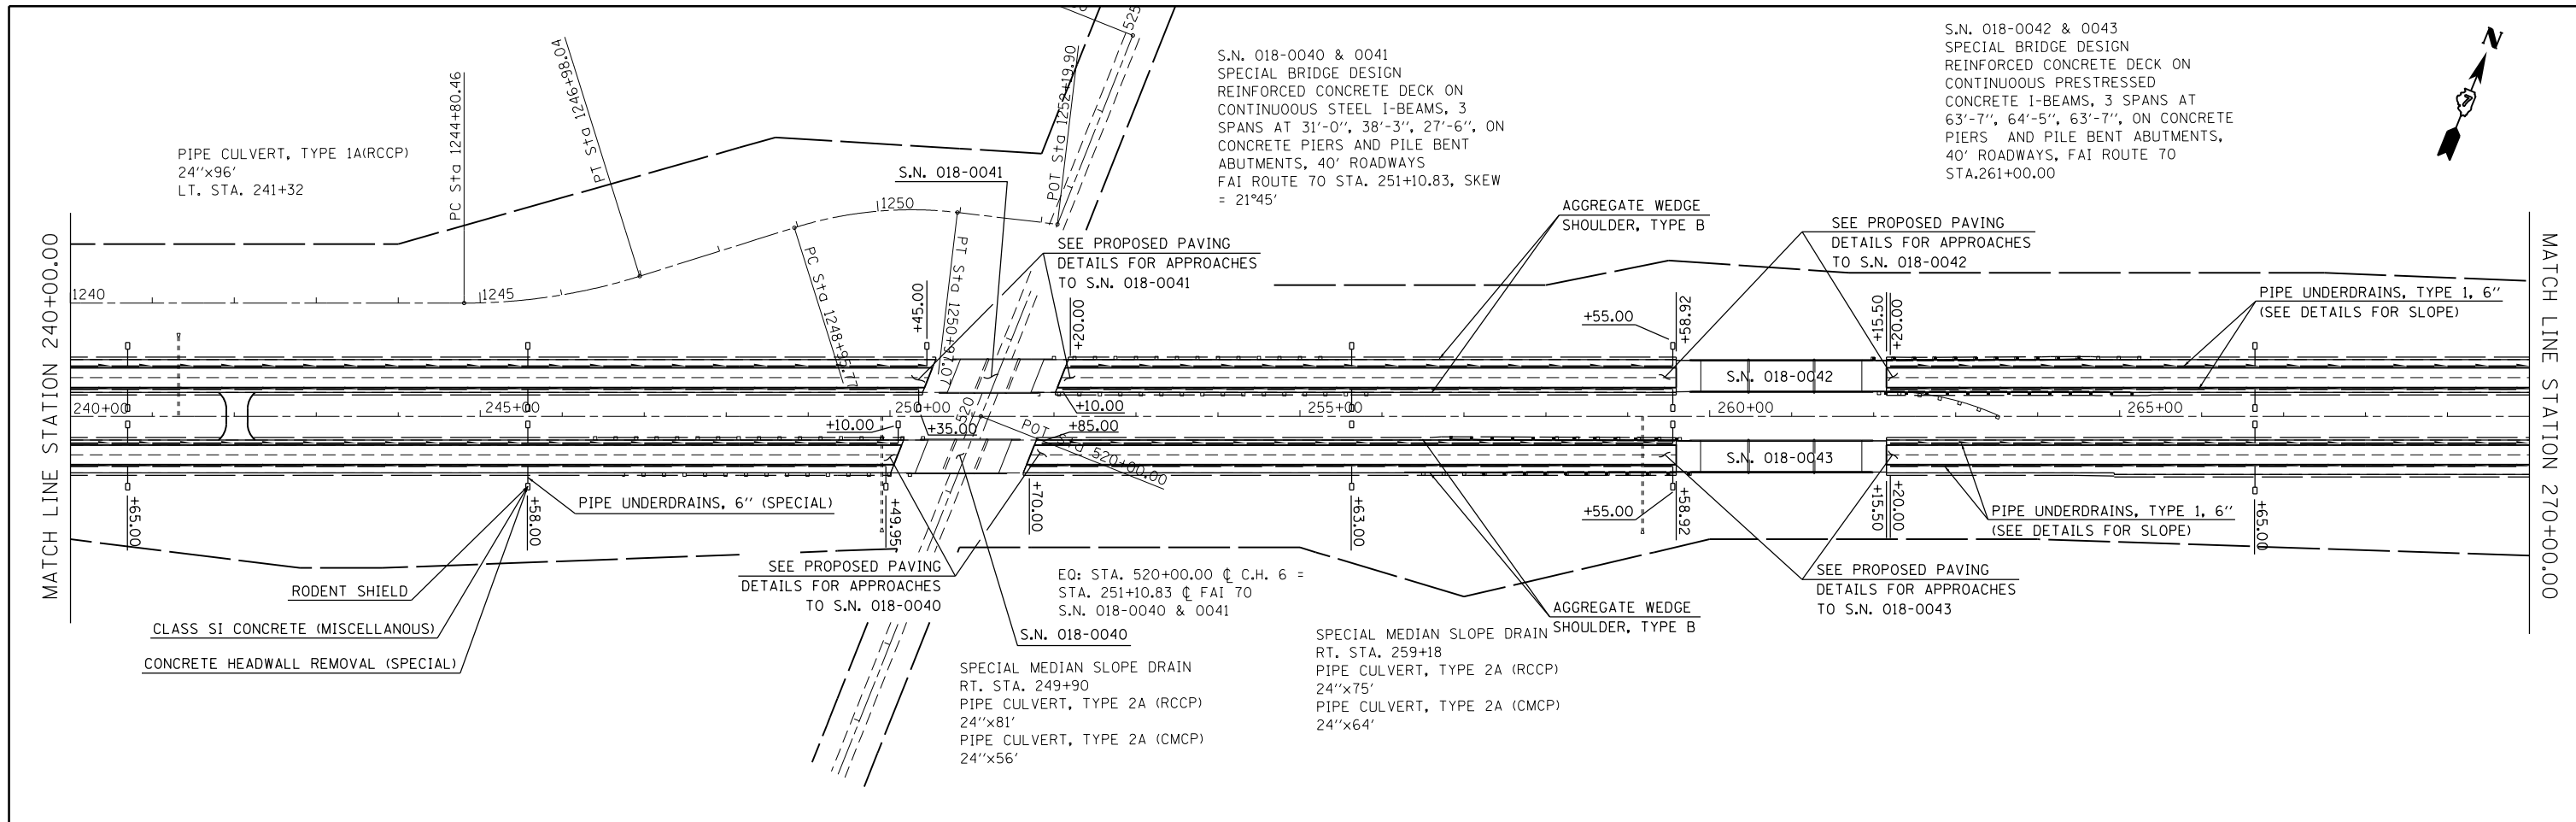 PIPE CULVERT, TYPE 1A(RCCP)
24''x96'
LT. STA. 241+32
PC Sta 1244+80.46
PT Sta 1246+98.04
POT Sta 1252+19.90
525
S.N. 018-0040 & 0041
SPECIAL BRIDGE DESIGN
REINFORCED CONCRETE DECK ON
CONTINUOOUS STEEL I-BEAMS, 3
SPANS AT 31'-0'', 38'-3'', 27'-6'', ON
CONCRETE PIERS AND PILE BENT
ABUTMENTS, 40' ROADWAYS
FAI ROUTE 70 STA. 251+10.83, SKEW
= 21°45'
S.N. 018-0042 & 0043
SPECIAL BRIDGE DESIGN
REINFORCED CONCRETE DECK ON
CONTINUOOUS PRESTRESSED
CONCRETE I-BEAMS, 3 SPANS AT
63'-7'', 64'-5'', 63'-7'', ON CONCRETE
PIERS AND PILE BENT ABUTMENTS,
40' ROADWAYS, FAI ROUTE 70
STA.261+00.00
N
S.N. 018-0041
1250
SEE PROPOSED PAVING
DETAILS FOR APPROACHES
TO S.N. 018-0041
AGGREGATE WEDGE
SHOULDER, TYPE B
SEE PROPOSED PAVING
DETAILS FOR APPROACHES
TO S.N. 018-0042
PIPE UNDERDRAINS, TYPE 1, 6''
(SEE DETAILS FOR SLOPE)
MATCH LINE STATION 240+00.00
MATCH LINE STATION 270+00.00
1240
1245
PC Sta 1248+95.77
PT Sta 1250+97.07
+45.00
+20.00
+55.00
+58.92
+15.50
+20.00
S.N. 018-0042
240+00
245+00
250+00
255+00
260+00
265+00
+10.00
+35.00
520
+10.00
+85.00
POT Sta 520+00.00
S.N. 018-0043
+65.00
+58.00
PIPE UNDERDRAINS, 6'' (SPECIAL)
+49.95
+70.00
+63.00
+55.00
+58.92
+15.50
+20.00
PIPE UNDERDRAINS, TYPE 1, 6''
(SEE DETAILS FOR SLOPE)
+65.00
RODENT SHIELD
CLASS SI CONCRETE (MISCELLANOUS)
CONCRETE HEADWALL REMOVAL (SPECIAL)
SEE PROPOSED PAVING
DETAILS FOR APPROACHES
TO S.N. 018-0040
EQ: STA. 520+00.00 ℄ C.H. 6 =
STA. 251+10.83 ℄ FAI 70
S.N. 018-0040 & 0041
S.N. 018-0040
AGGREGATE WEDGE
SHOULDER, TYPE B
SEE PROPOSED PAVING
DETAILS FOR APPROACHES
TO S.N. 018-0043
SPECIAL MEDIAN SLOPE DRAIN
RT. STA. 249+90
PIPE CULVERT, TYPE 2A (RCCP)
24''x81'
PIPE CULVERT, TYPE 2A (CMCP)
24''x56'
SPECIAL MEDIAN SLOPE DRAIN
RT. STA. 259+18
PIPE CULVERT, TYPE 2A (RCCP)
24''x75'
PIPE CULVERT, TYPE 2A (CMCP)
24''x64'